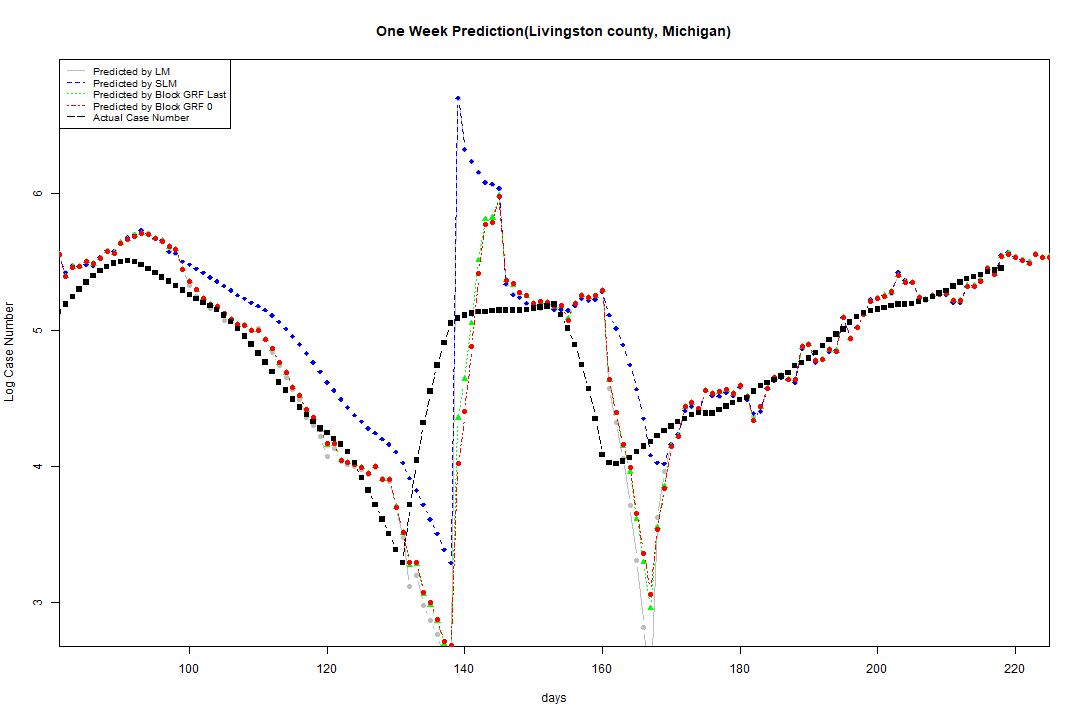 One Week Prediction(Livingston county, Michigan)
Predicted by LM
Predicted by SLM
Predicted by Block GRF Last
Predicted by Block GRF 0
Actual Case Number
6
5
4
3
Log Case Number
100
120
140
160
180
200
220
days